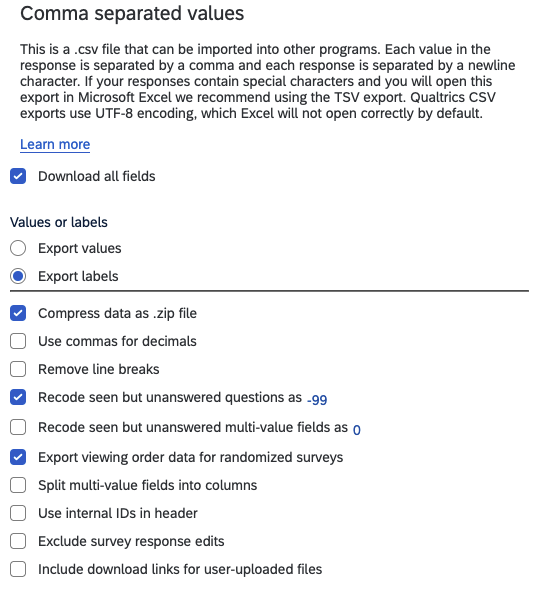 Comma separated values
This is a .csv file that can be imported into other programs. Each value in the
response is separated by a comma and each response is separated by a newline
character. If your responses contain special characters and you will open this
export in Microsoft Excel we recommend using the TSV export. Qualtrics CSV
exports use UTF-8 encoding, which Excel will not open correctly by default.
Learn more
Download all fields
Values or labels
Export values
Export labels
Compress data as .zip file
Use commas for decimals
Remove line breaks
Recode seen but unanswered questions as -99
Recode seen but unanswered multi-value fields as 0
Export viewing order data for randomized surveys
Split multi-value fields into columns
Use internal IDs in header
Exclude survey response edits
Include download links for user-uploaded files